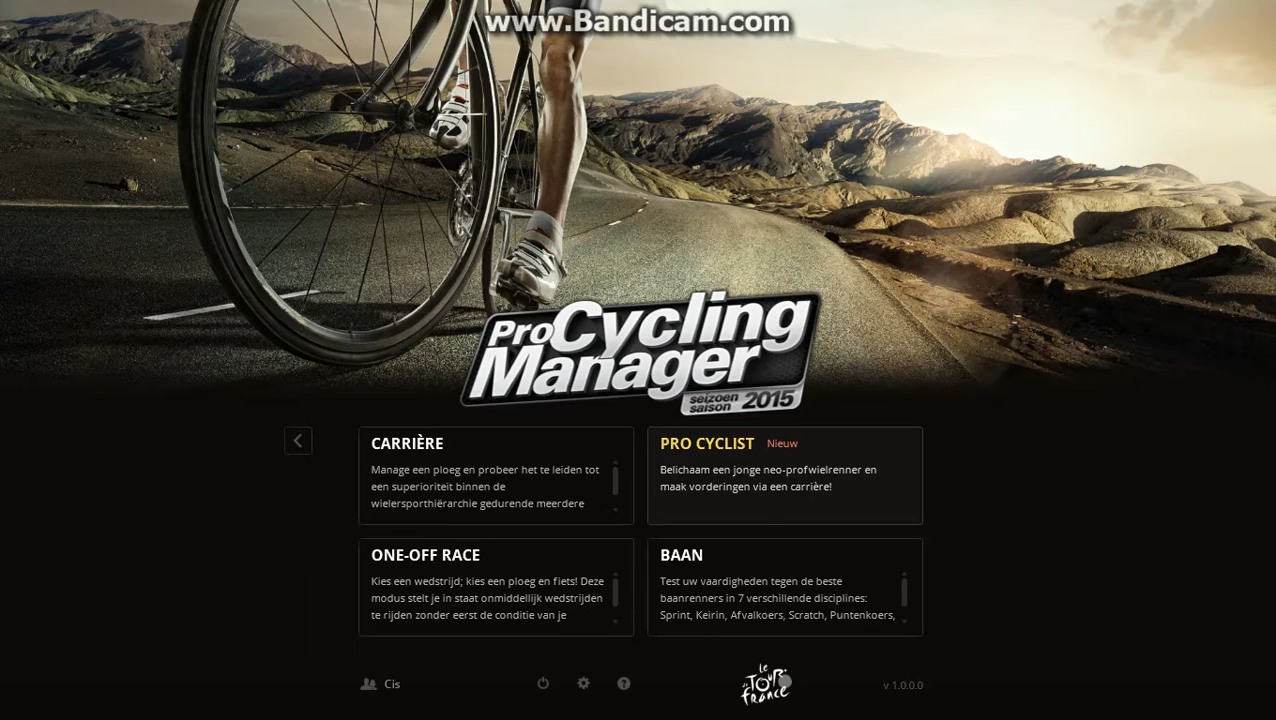 www.Bandicam.com
Pro Cycling
Manager
seizoen
saison 2015
CARRIÈRE
Manage een ploeg en probeer het te leiden tot
een superioriteit binnen de
wielersporthiërarchie gedurende meerdere
PRO CYCLIST Nieuw
Belichaam een jonge neo-profwielrenner en
maak vorderingen via een carrière!
ONE-OFF RACE
Kies een wedstrijd; kies een ploeg en fiets! Deze
modus stelt je in staat onmiddellijk wedstrijden
te rijden zonder eerst de conditie van je
BAAN
Test uw vaardigheden tegen de beste
baanrenners in 7 verschillende disciplines:
Sprint, Keirin, Afvalkoers, Scratch, Puntenkoers,
Cis
le Tour de france
v 1.0.0.0